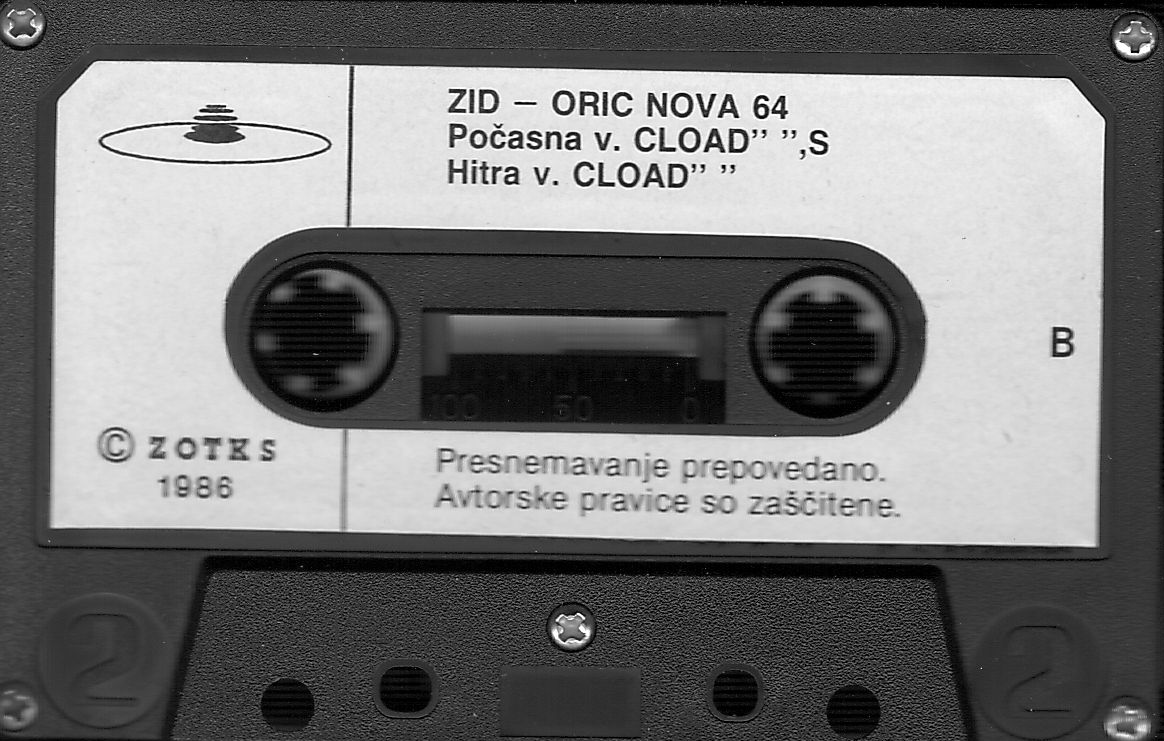 ZID – ORIC NOVA 64
Počasna v. CLOAD” ”,S
Hitra v. CLOAD” ”
B
100 50 0
© ZOTKS
1986
Presnemavanje prepovedano.
Avtorske pravice so zaščitene.
2 2